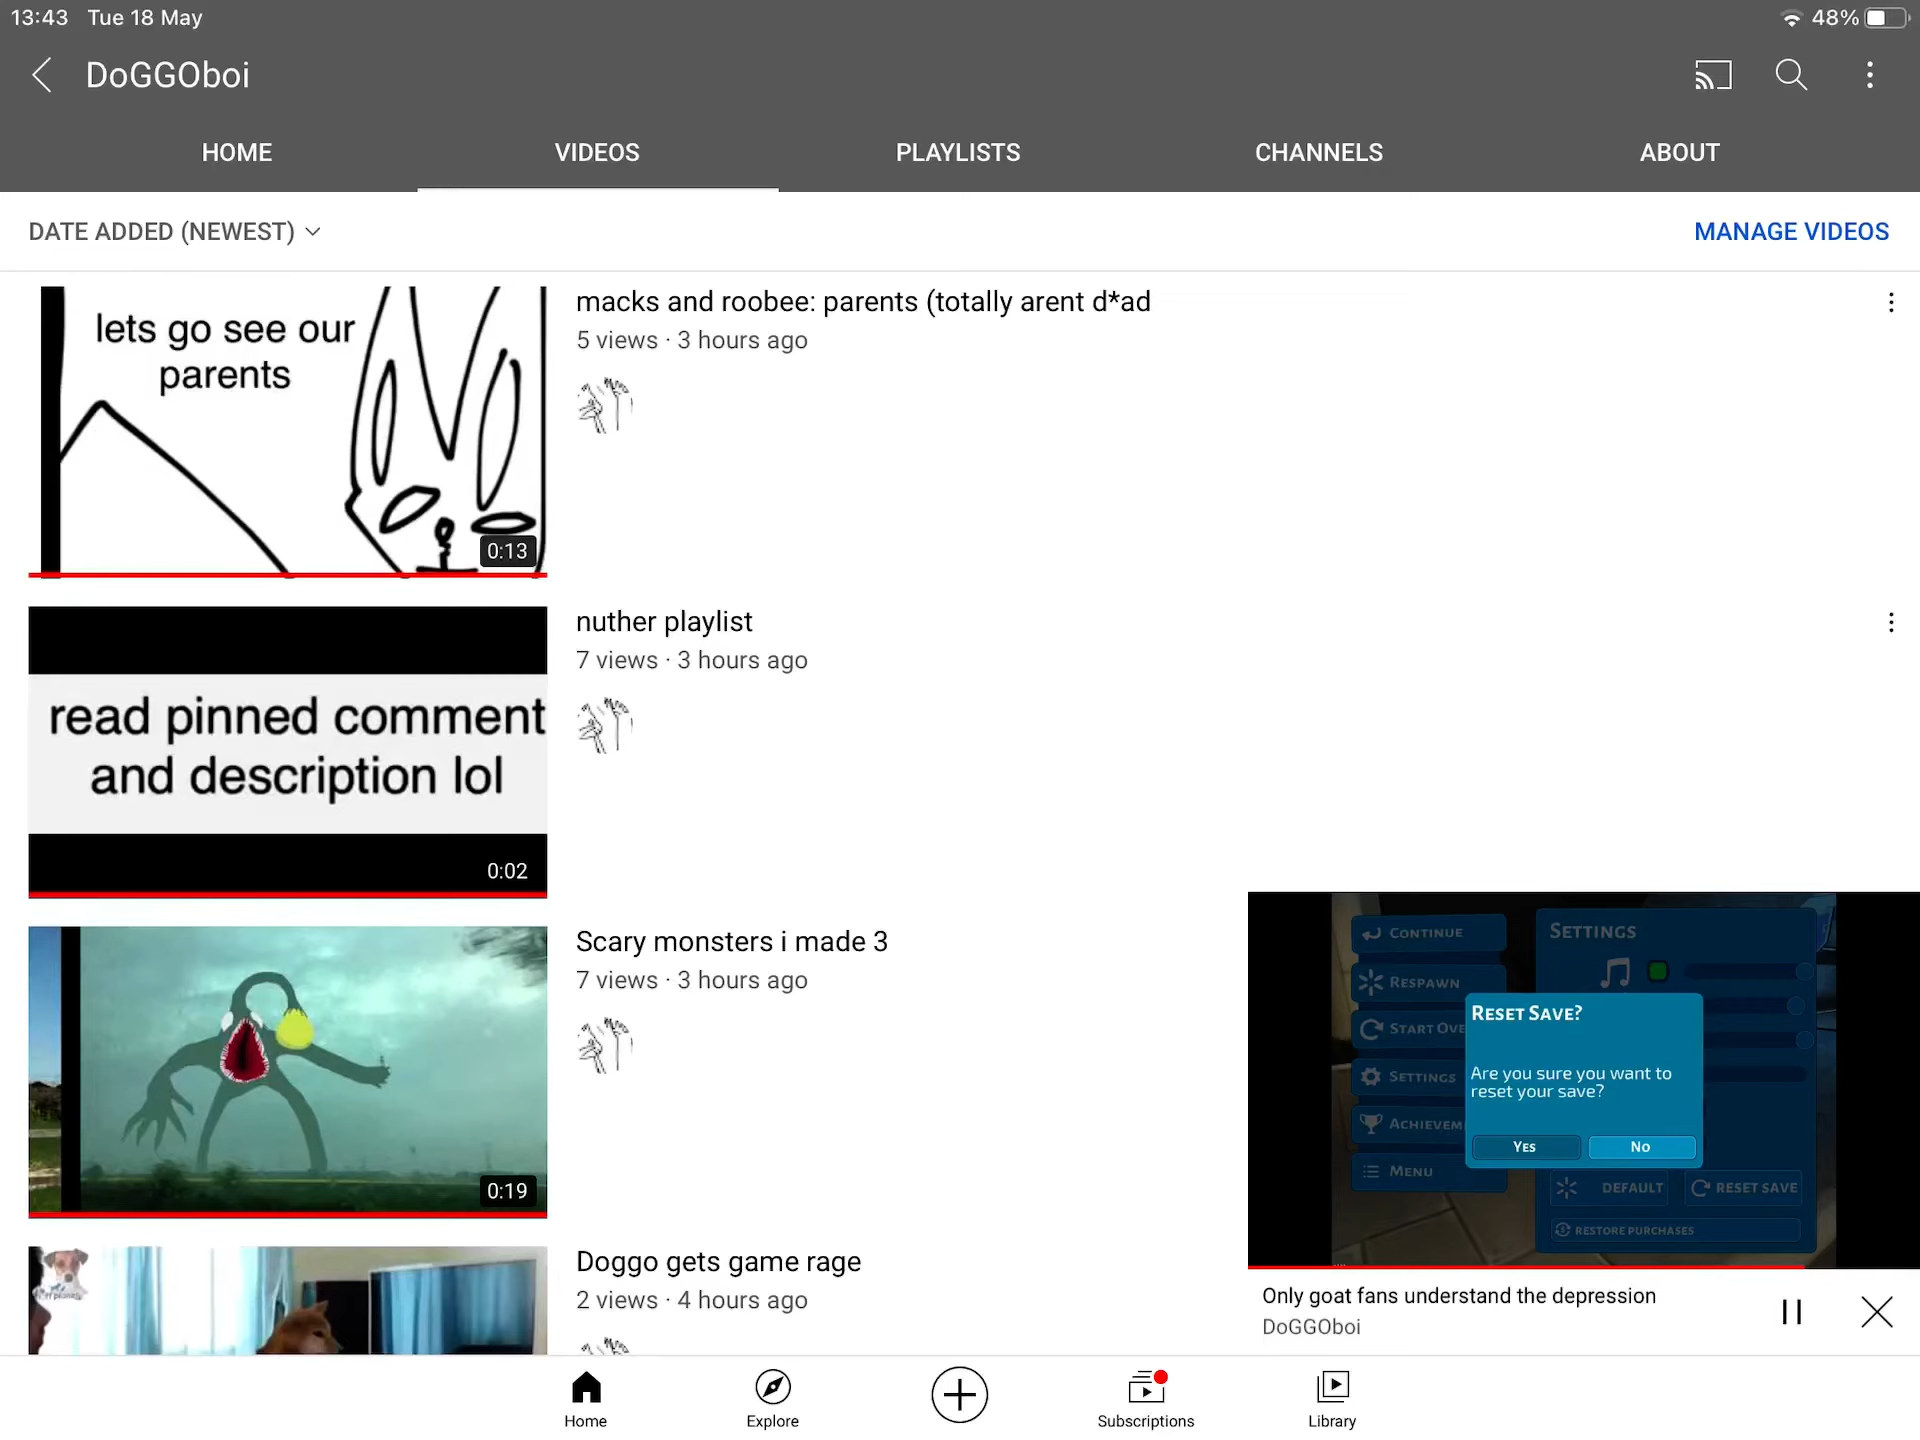 13:43 Tue 18 May
48%
DoGGOboi
HOME VIDEOS PLAYLISTS CHANNELS ABOUT
DATE ADDED (NEWEST)
MANAGE VIDEOS
lets go see our
parents
0:13
macks and roobee: parents (totally arent d*ad
5 views · 3 hours ago
read pinned comment
and description lol
0:02
nuther playlist
7 views · 3 hours ago
0:19
Scary monsters i made 3
7 views · 3 hours ago
Doggo gets game rage
2 views · 4 hours ago
CONTINUE
RESPAWN
START OVE
SETTINGS
ACHIEVEM
MENU
SETTINGS
RESET SAVE?
Are you sure you want to
reset your save?
YES NO
DEFAULT RESET SAVE
RESTORE PURCHASES
Only goat fans understand the depression
DoGGOboi
Home Explore Subscriptions Library